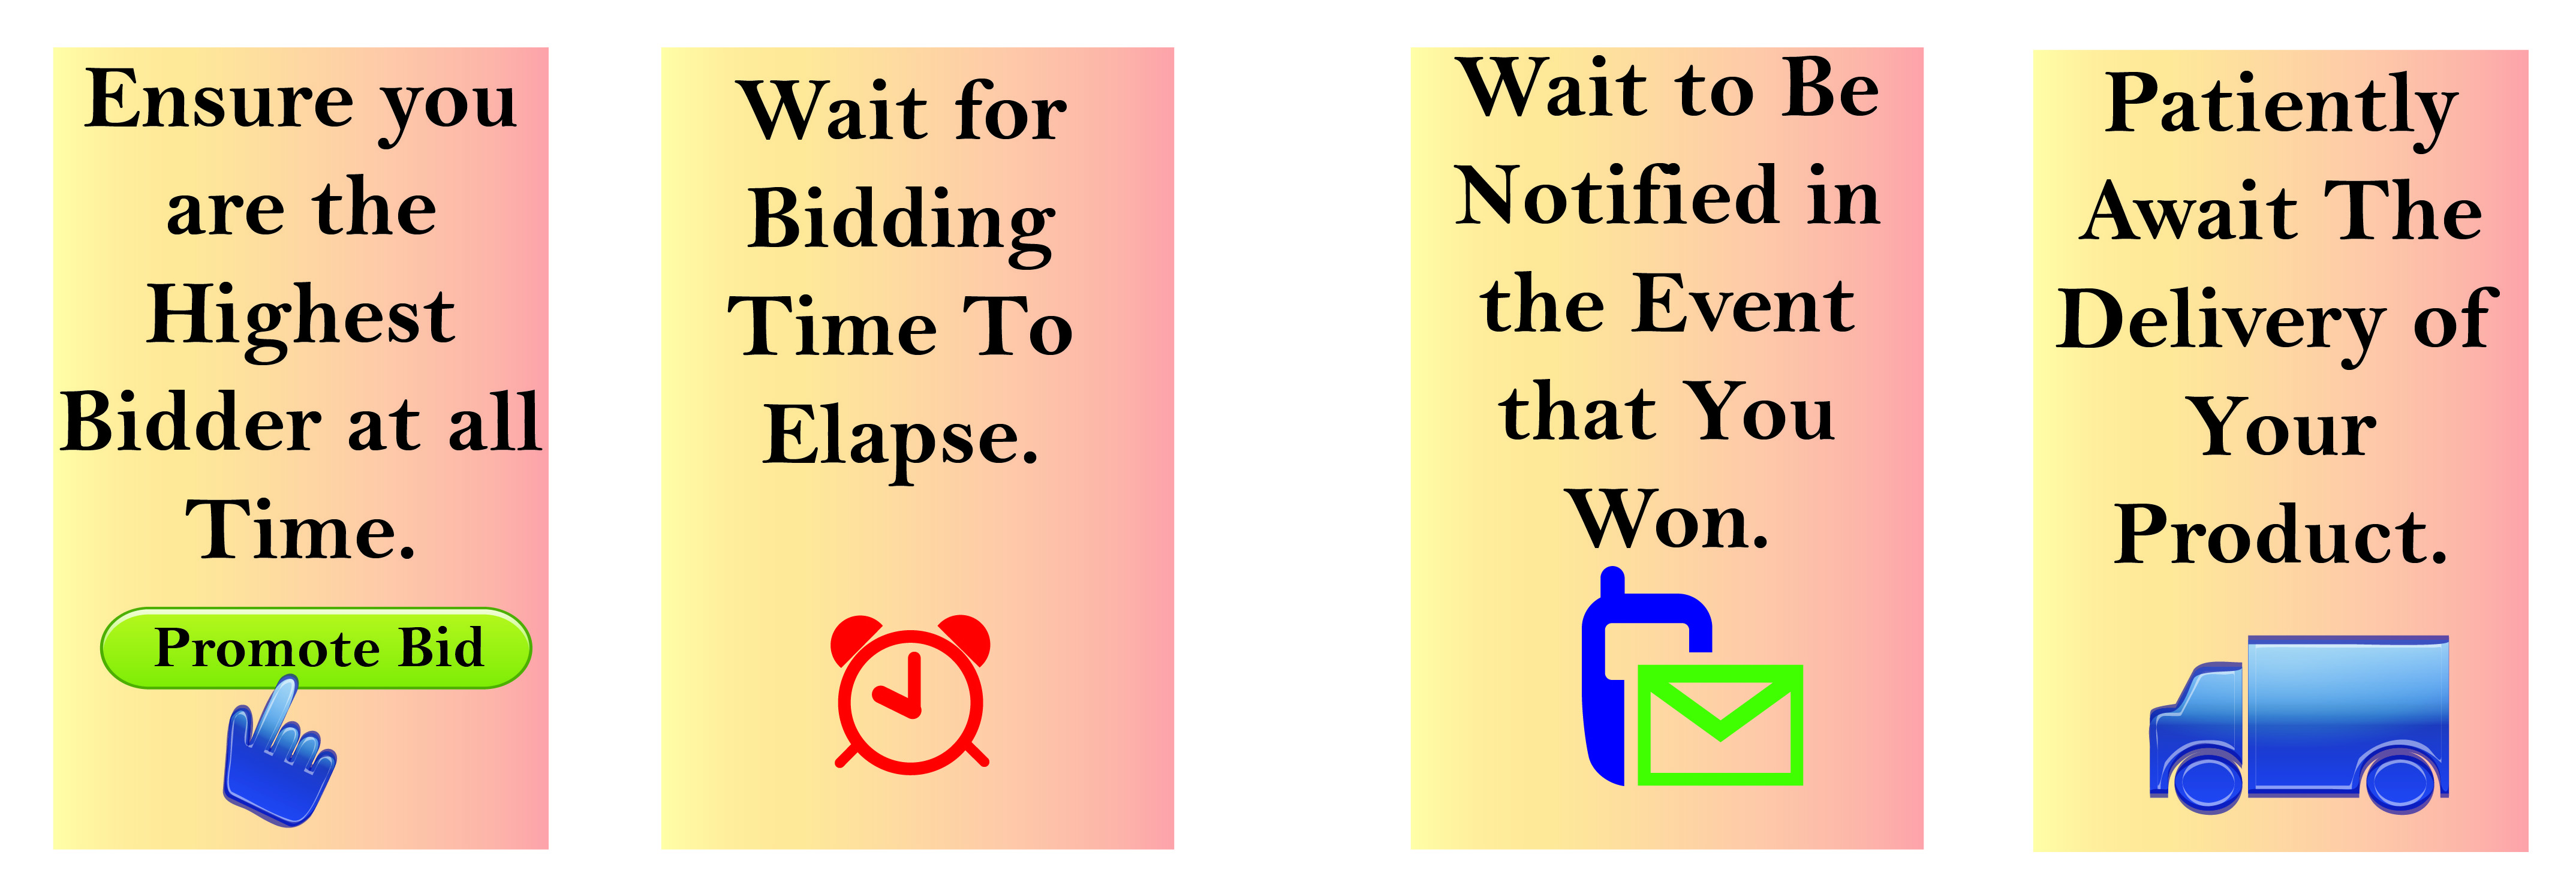 Ensure you
are the
Highest
Bidder at all
Time.
Promote Bid
Wait for
Bidding
Time To
Elapse.
Wait to Be
Notified in
the Event
that You
Won.
Patiently
Await The
Delivery of
Your
Product.